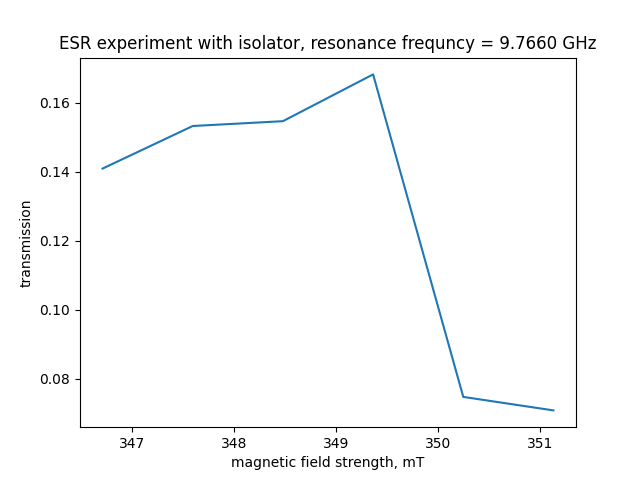 ESR experiment with isolator, resonance frequncy = 9.7660 GHz
0.16
0.14
0.12
0.10
0.08
transmission
347 348 349 350 351
magnetic field strength, mT